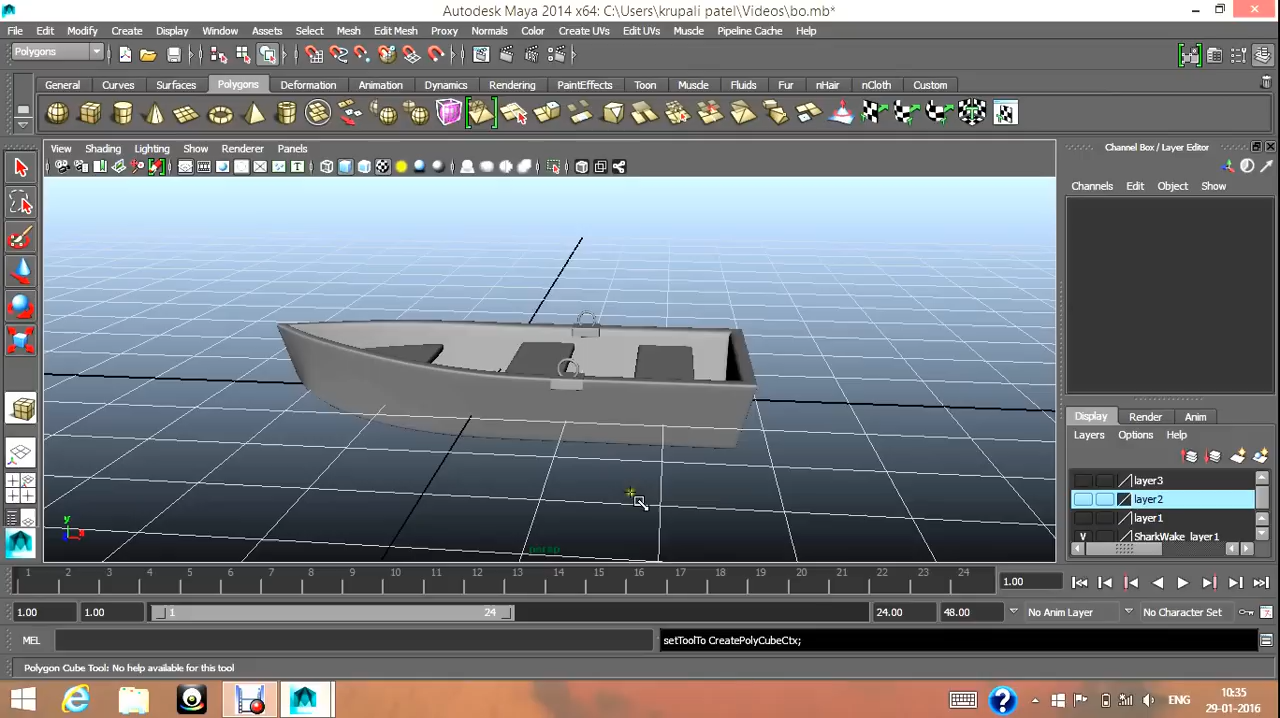 Autodesk Maya 2014 x64: C:\Users\krupali patel\Videos\bo.mb*
File Edit Modify Create Display Window Assets Select Mesh Edit Mesh Proxy Normals Color Create UVs Edit UVs Muscle Pipeline Cache Help
Polygons
General Curves Surfaces Polygons Deformation Animation Dynamics Rendering PaintEffects Toon Muscle Fluids Fur nHair nCloth Custom
View Shading Lighting Show Renderer Panels
Channel Box / Layer Editor
Channels Edit Object Show
Display Render Anim
Layers Options Help
layer3
layer2
layer1
V SharkWake_layer1
y
x
persp
1 2 3 4 5 6 7 8 9 10 11 12 13 14 15 16 17 18 19 20 21 22 23 24
1.00
1.00 1.00 1 24 24.00 48.00 No Anim Layer No Character Set
MEL setToolTo CreatePolyCubeCtx;
Polygon Cube Tool: No help available for this tool
ENG
10:35
29-01-2016